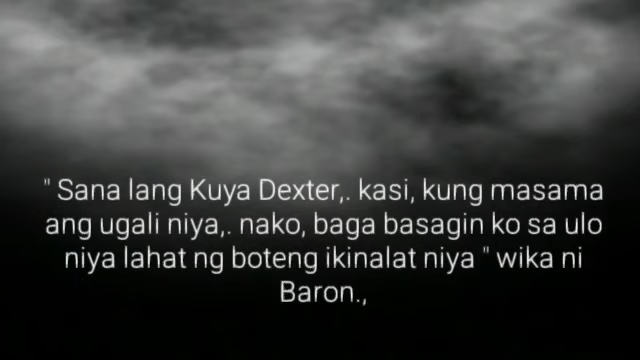 " Sana lang Kuya Dexter,. kasi, kung masama
ang ugali niya,. nako, baga basagin ko sa ulo
niya lahat ng boteng ikinalat niya " wika ni
Baron.,